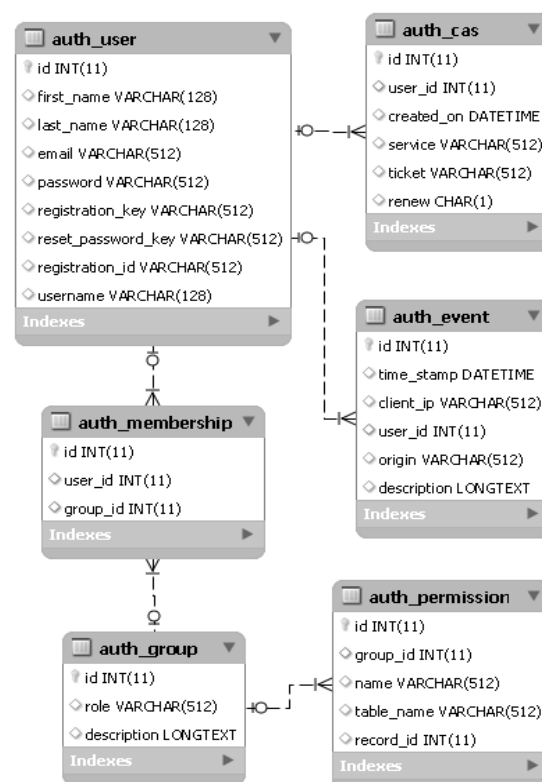 auth_user
id INT(11)
first_name VARCHAR(128)
last_name VARCHAR(128)
email VARCHAR(512)
password VARCHAR(512)
registration_key VARCHAR(512)
reset_password_key VARCHAR(512)
registration_id VARCHAR(512)
username VARCHAR(128)
Indexes
auth_cas
id INT(11)
user_id INT(11)
created_on DATETIME
service VARCHAR(512)
ticket VARCHAR(512)
renew CHAR(1)
Indexes
auth_event
id INT(11)
time_stamp DATETIME
client_ip VARCHAR(512)
user_id INT(11)
origin VARCHAR(512)
description LONGTEXT
Indexes
auth_membership
id INT(11)
user_id INT(11)
group_id INT(11)
Indexes
auth_group
id INT(11)
role VARCHAR(512)
description LONGTEXT
Indexes
auth_permission
id INT(11)
group_id INT(11)
name VARCHAR(512)
table_name VARCHAR(512)
record_id INT(11)
Indexes